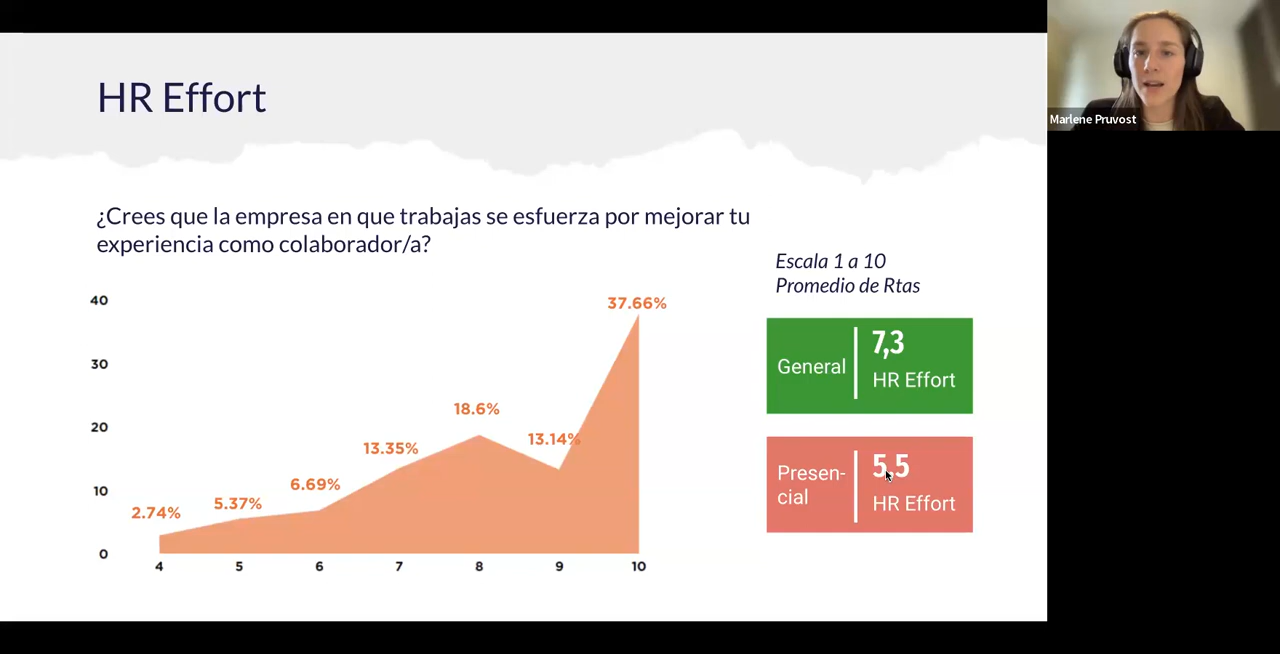 HR Effort
Marlene Pruvost
¿Crees que la empresa en que trabajas se esfuerza por mejorar tu
experiencia como colaborador/a?
Escala 1 a 10
Promedio de Rtas
40
30
20
10
0
2.74%
5.37%
6.69%
13.35%
18.6%
13.14%
37.66%
4 5 6 7 8 9 10
General
7,3
HR Effort
Presen-
cial
5,5
HR Effort